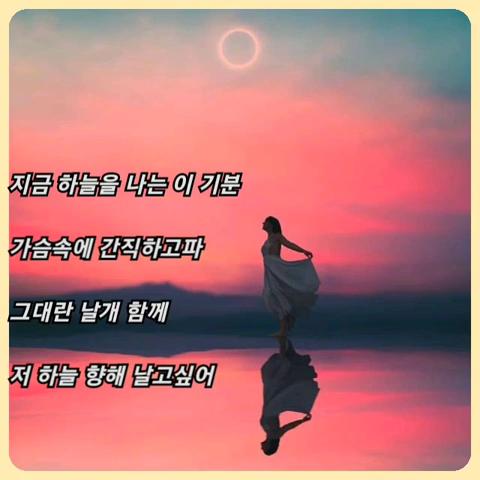 지금 하늘을 나는 이 기분
가슴속에 간직하고파
그대란 날개 함께
저 하늘 향해 날고싶어